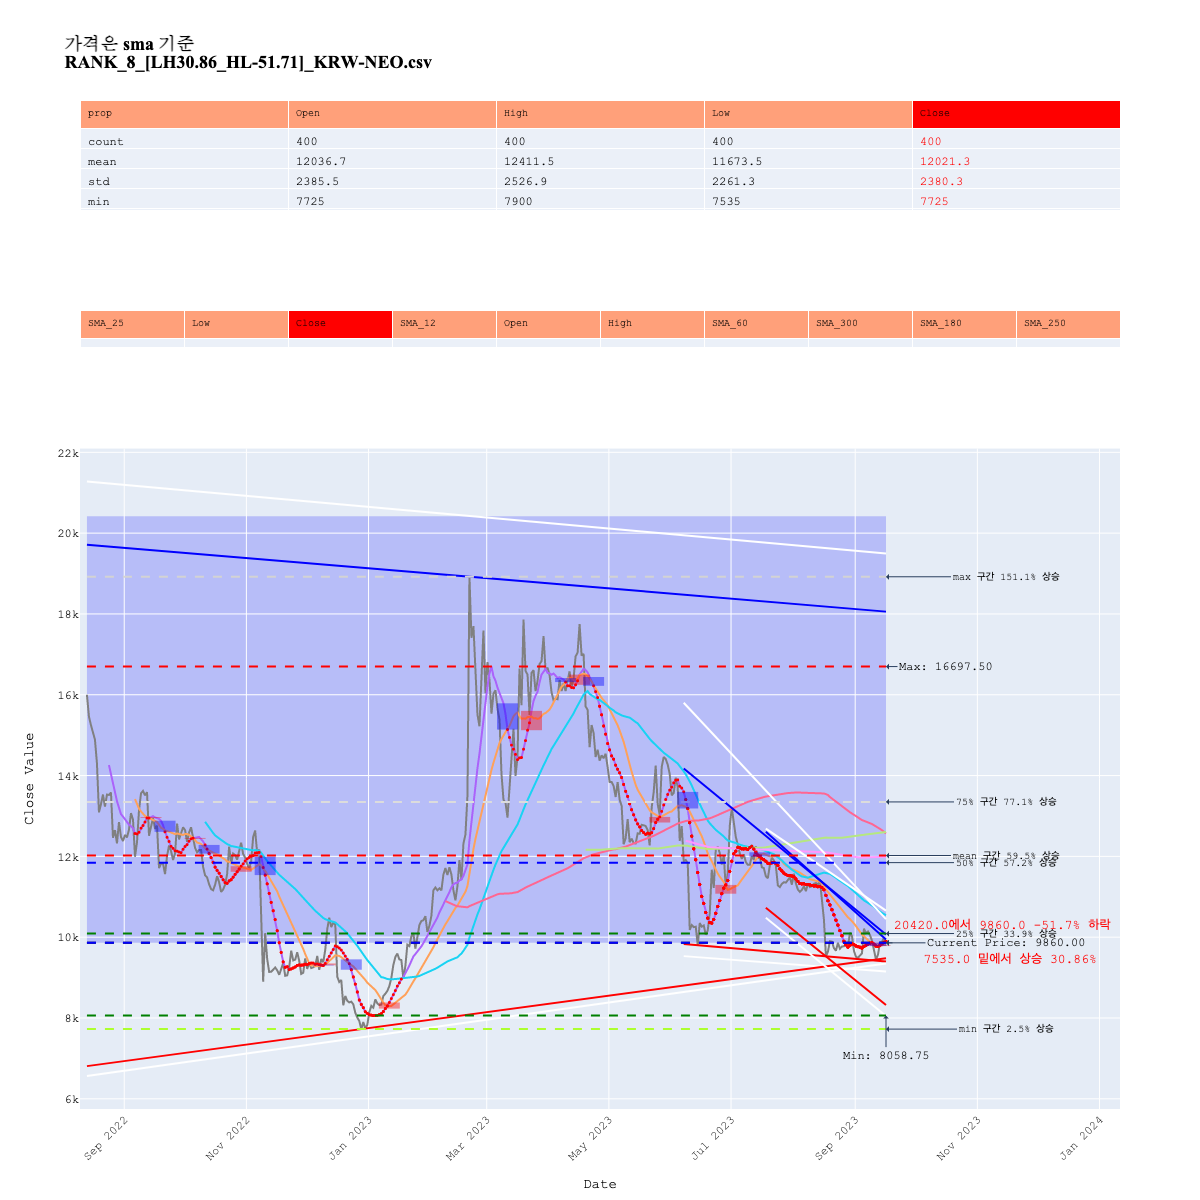 가격은 sma 기준
RANK_8_[LH30.86_HL-51.71]_KRW-NEO.csv
prop Open High Low Close
count 400 400 400 400
mean 12036.7 12411.5 11673.5 12021.3
std 2385.5 2526.9 2261.3 2380.3
min 7725 7900 7535 7725
SMA_25 Low Close SMA_12 Open High SMA_60 SMA_300 SMA_180 SMA_250
22k
20k
max 구간 151.1% 상승
18k
Max: 16697.50
16k
14k
75% 구간 77.1% 상승
12k
mean 구간 59.5% 상승
50% 구간 57.2% 상승
20420.0에서 9860.0 -51.7% 하락
10k
25% 구간 33.9% 상승
Current Price: 9860.00
7535.0 밑에서 상승 30.86%
8k
min 구간 2.5% 상승
Min: 8058.75
6k
Close Value
Sep 2022
Nov 2022
Jan 2023
Mar 2023
May 2023
Jul 2023
Sep 2023
Nov 2023
Jan 2024
Date